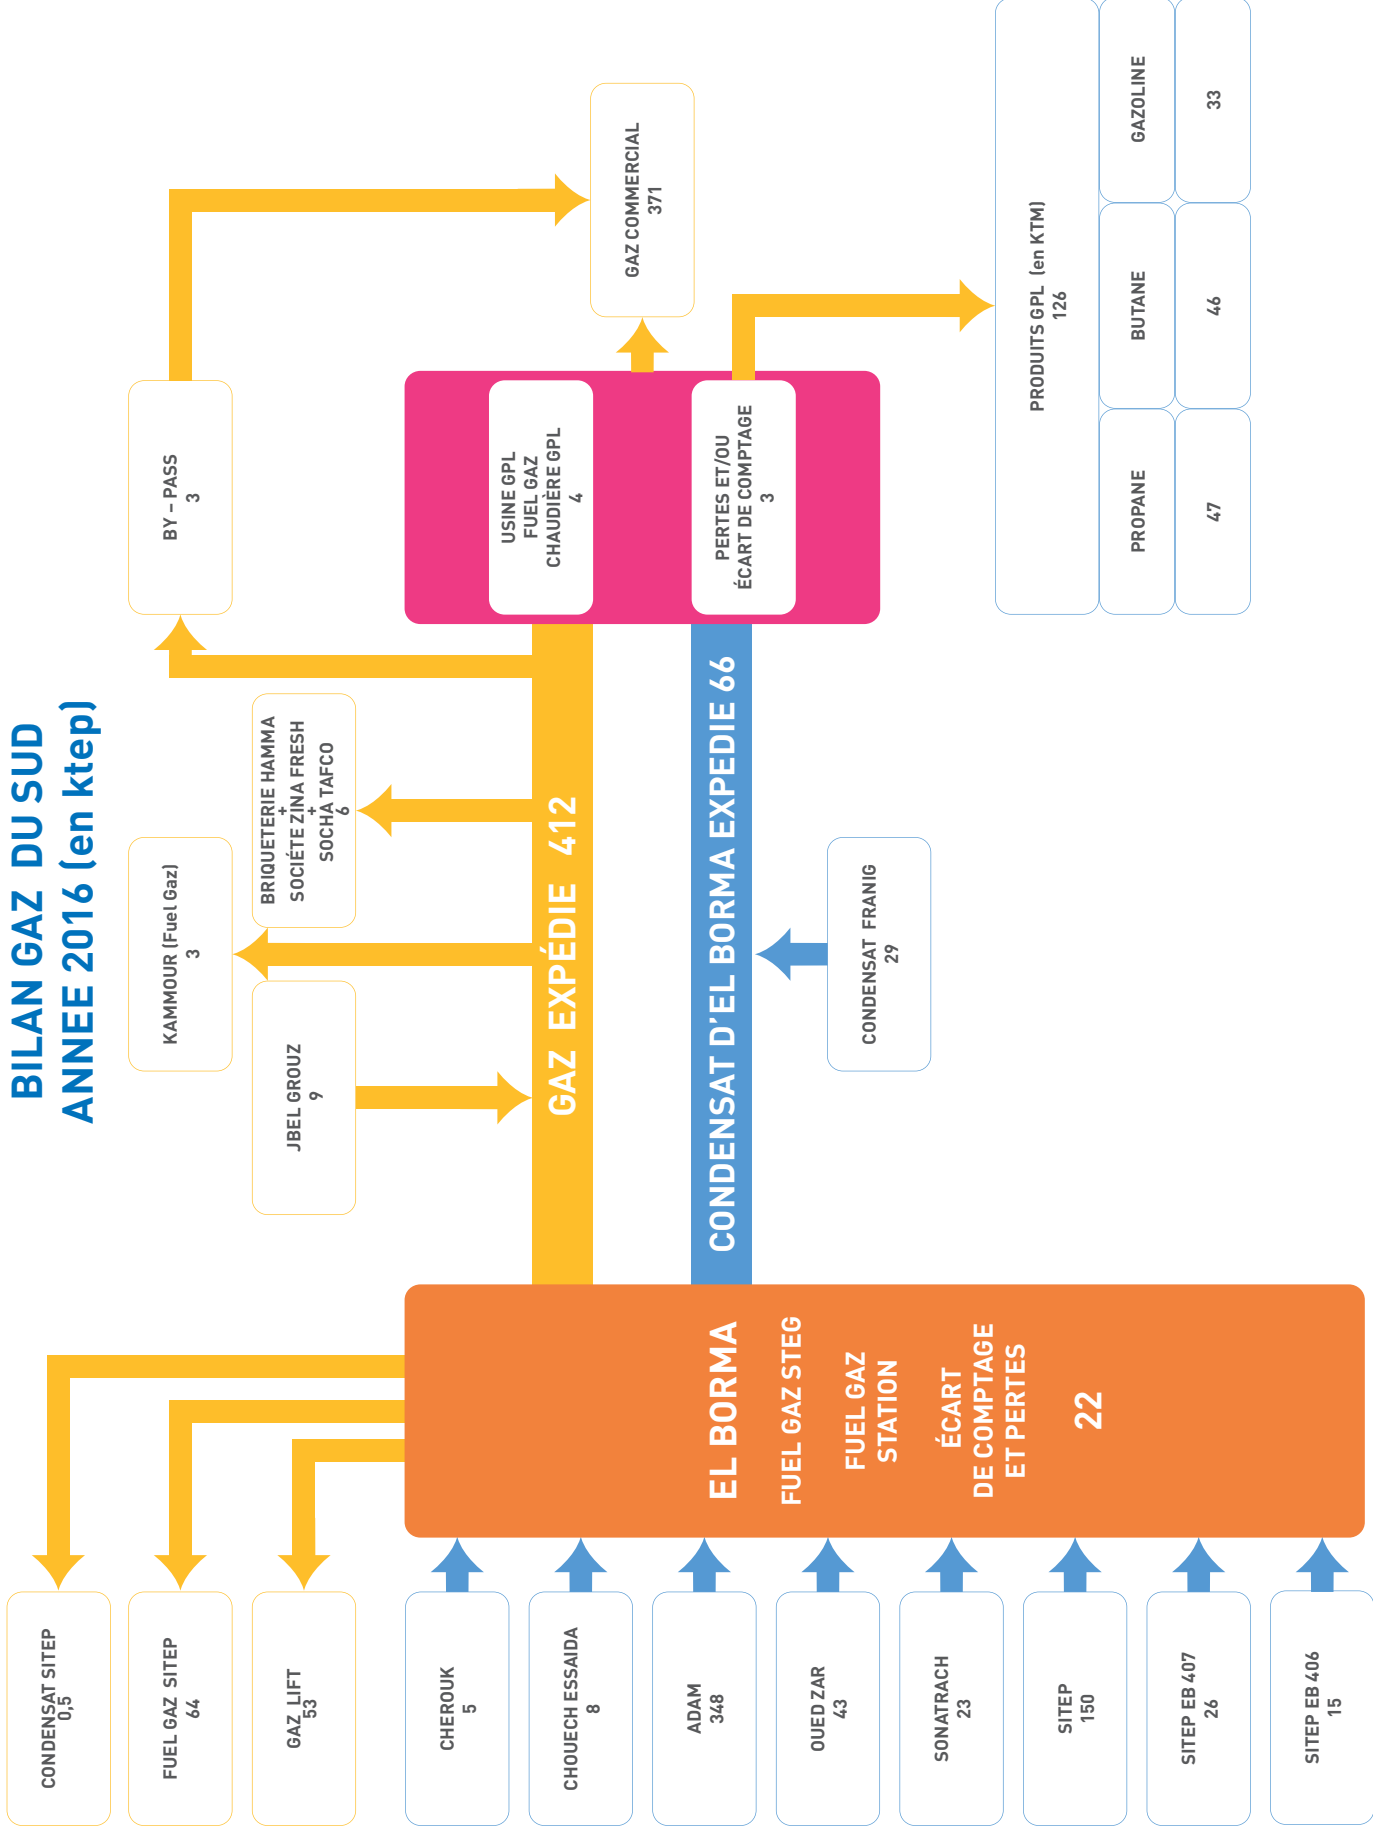 BILAN GAZ DU SUD
ANNEE 2016 (en ktep)
CONDENSAT SITEP
0,5
FUEL GAZ SITEP
64
GAZ LIFT
53
CHEROUK
5
CHOUECH ESSAIDA
8
ADAM
348
OUED ZAR
43
SONATRACH
23
SITEP
150
SITEP EB 407
26
SITEP EB 406
15
EL BORMA
FUEL GAZ STEG
FUEL GAZ
STATION
ÉCART
DE COMPTAGE
ET PERTES
22
JBEL GROUZ
9
KAMMOUR (Fuel Gaz)
3
BRIQUETERIE HAMMA
+
SOCIÉTE ZINA FRESH
+
SOCHA TAFCO
6
GAZ EXPÉDIE 412
CONDENSAT D'EL BORMA EXPEDIE 66
CONDENSAT FRANIG
29
BY – PASS
3
USINE GPL
FUEL GAZ
CHAUDIÈRE GPL
4
PERTES ET/OU
ÉCART DE COMPTAGE
3
GAZ COMMERCIAL
371
PRODUITS GPL (en KTM)
126
PROPANE
BUTANE
GAZOLINE
47
46
33